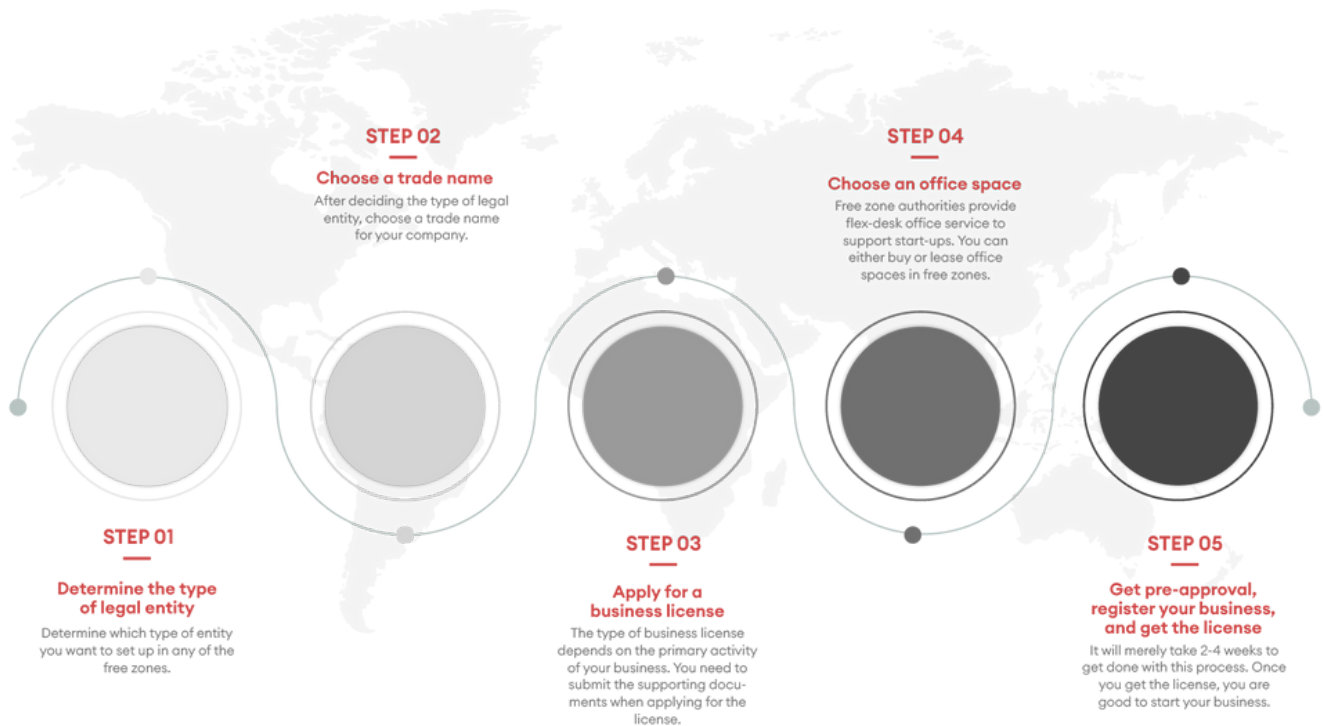 STEP 01
Determine the type
of legal entity
Determine which type of entity
you want to set up in any of the
free zones.
STEP 02
Choose a trade name
After deciding the type of legal
entity, choose a trade name
for your company.
STEP 03
Apply for a
business license
The type of business license
depends on the primary activity
of your business. You need to
submit the supporting docu-
ments when applying for the
license.
STEP 04
Choose an office space
Free zone authorities provide
flex-desk office service to
support start-ups. You can
either buy or lease office
spaces in free zones.
STEP 05
Get pre-approval,
register your business,
and get the license
It will merely take 2-4 weeks to
get done with this process. Once
you get the license, you are
good to start your business.